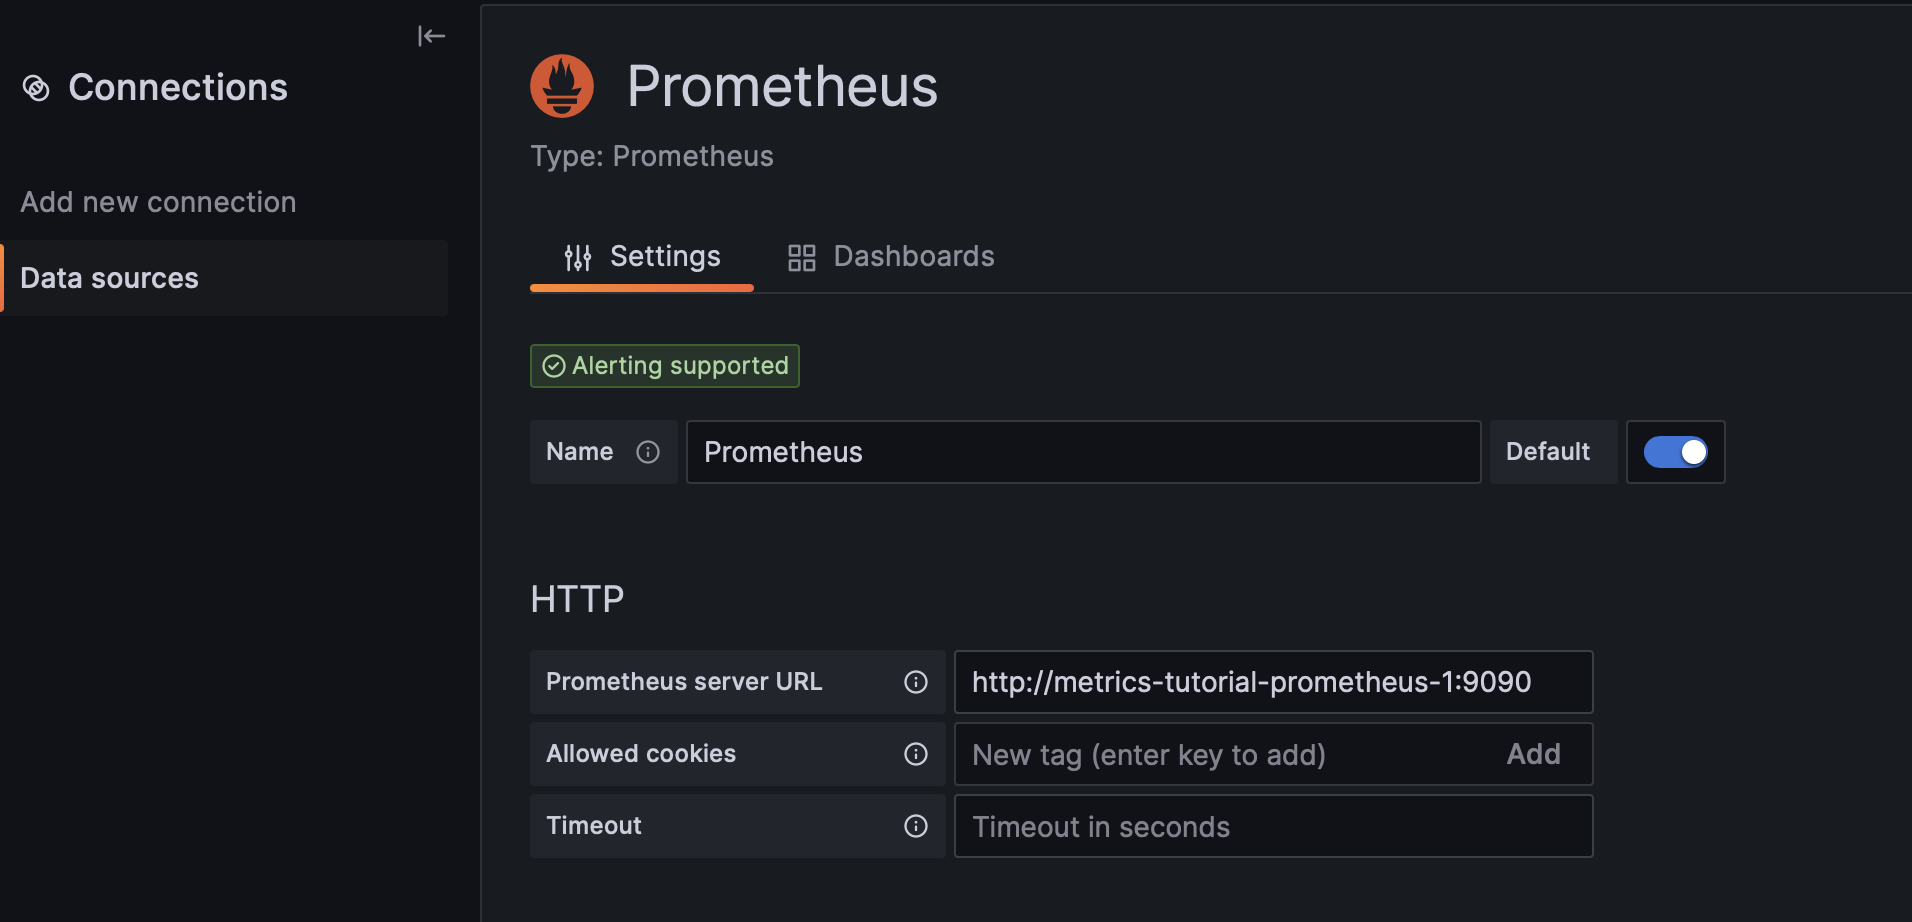 Connections
Add new connection
Data sources
Prometheus
Type: Prometheus
Settings Dashboards
Alerting supported
Name Prometheus Default
HTTP
Prometheus server URL http://metrics-tutorial-prometheus-1:9090
Allowed cookies New tag (enter key to add) Add
Timeout Timeout in seconds